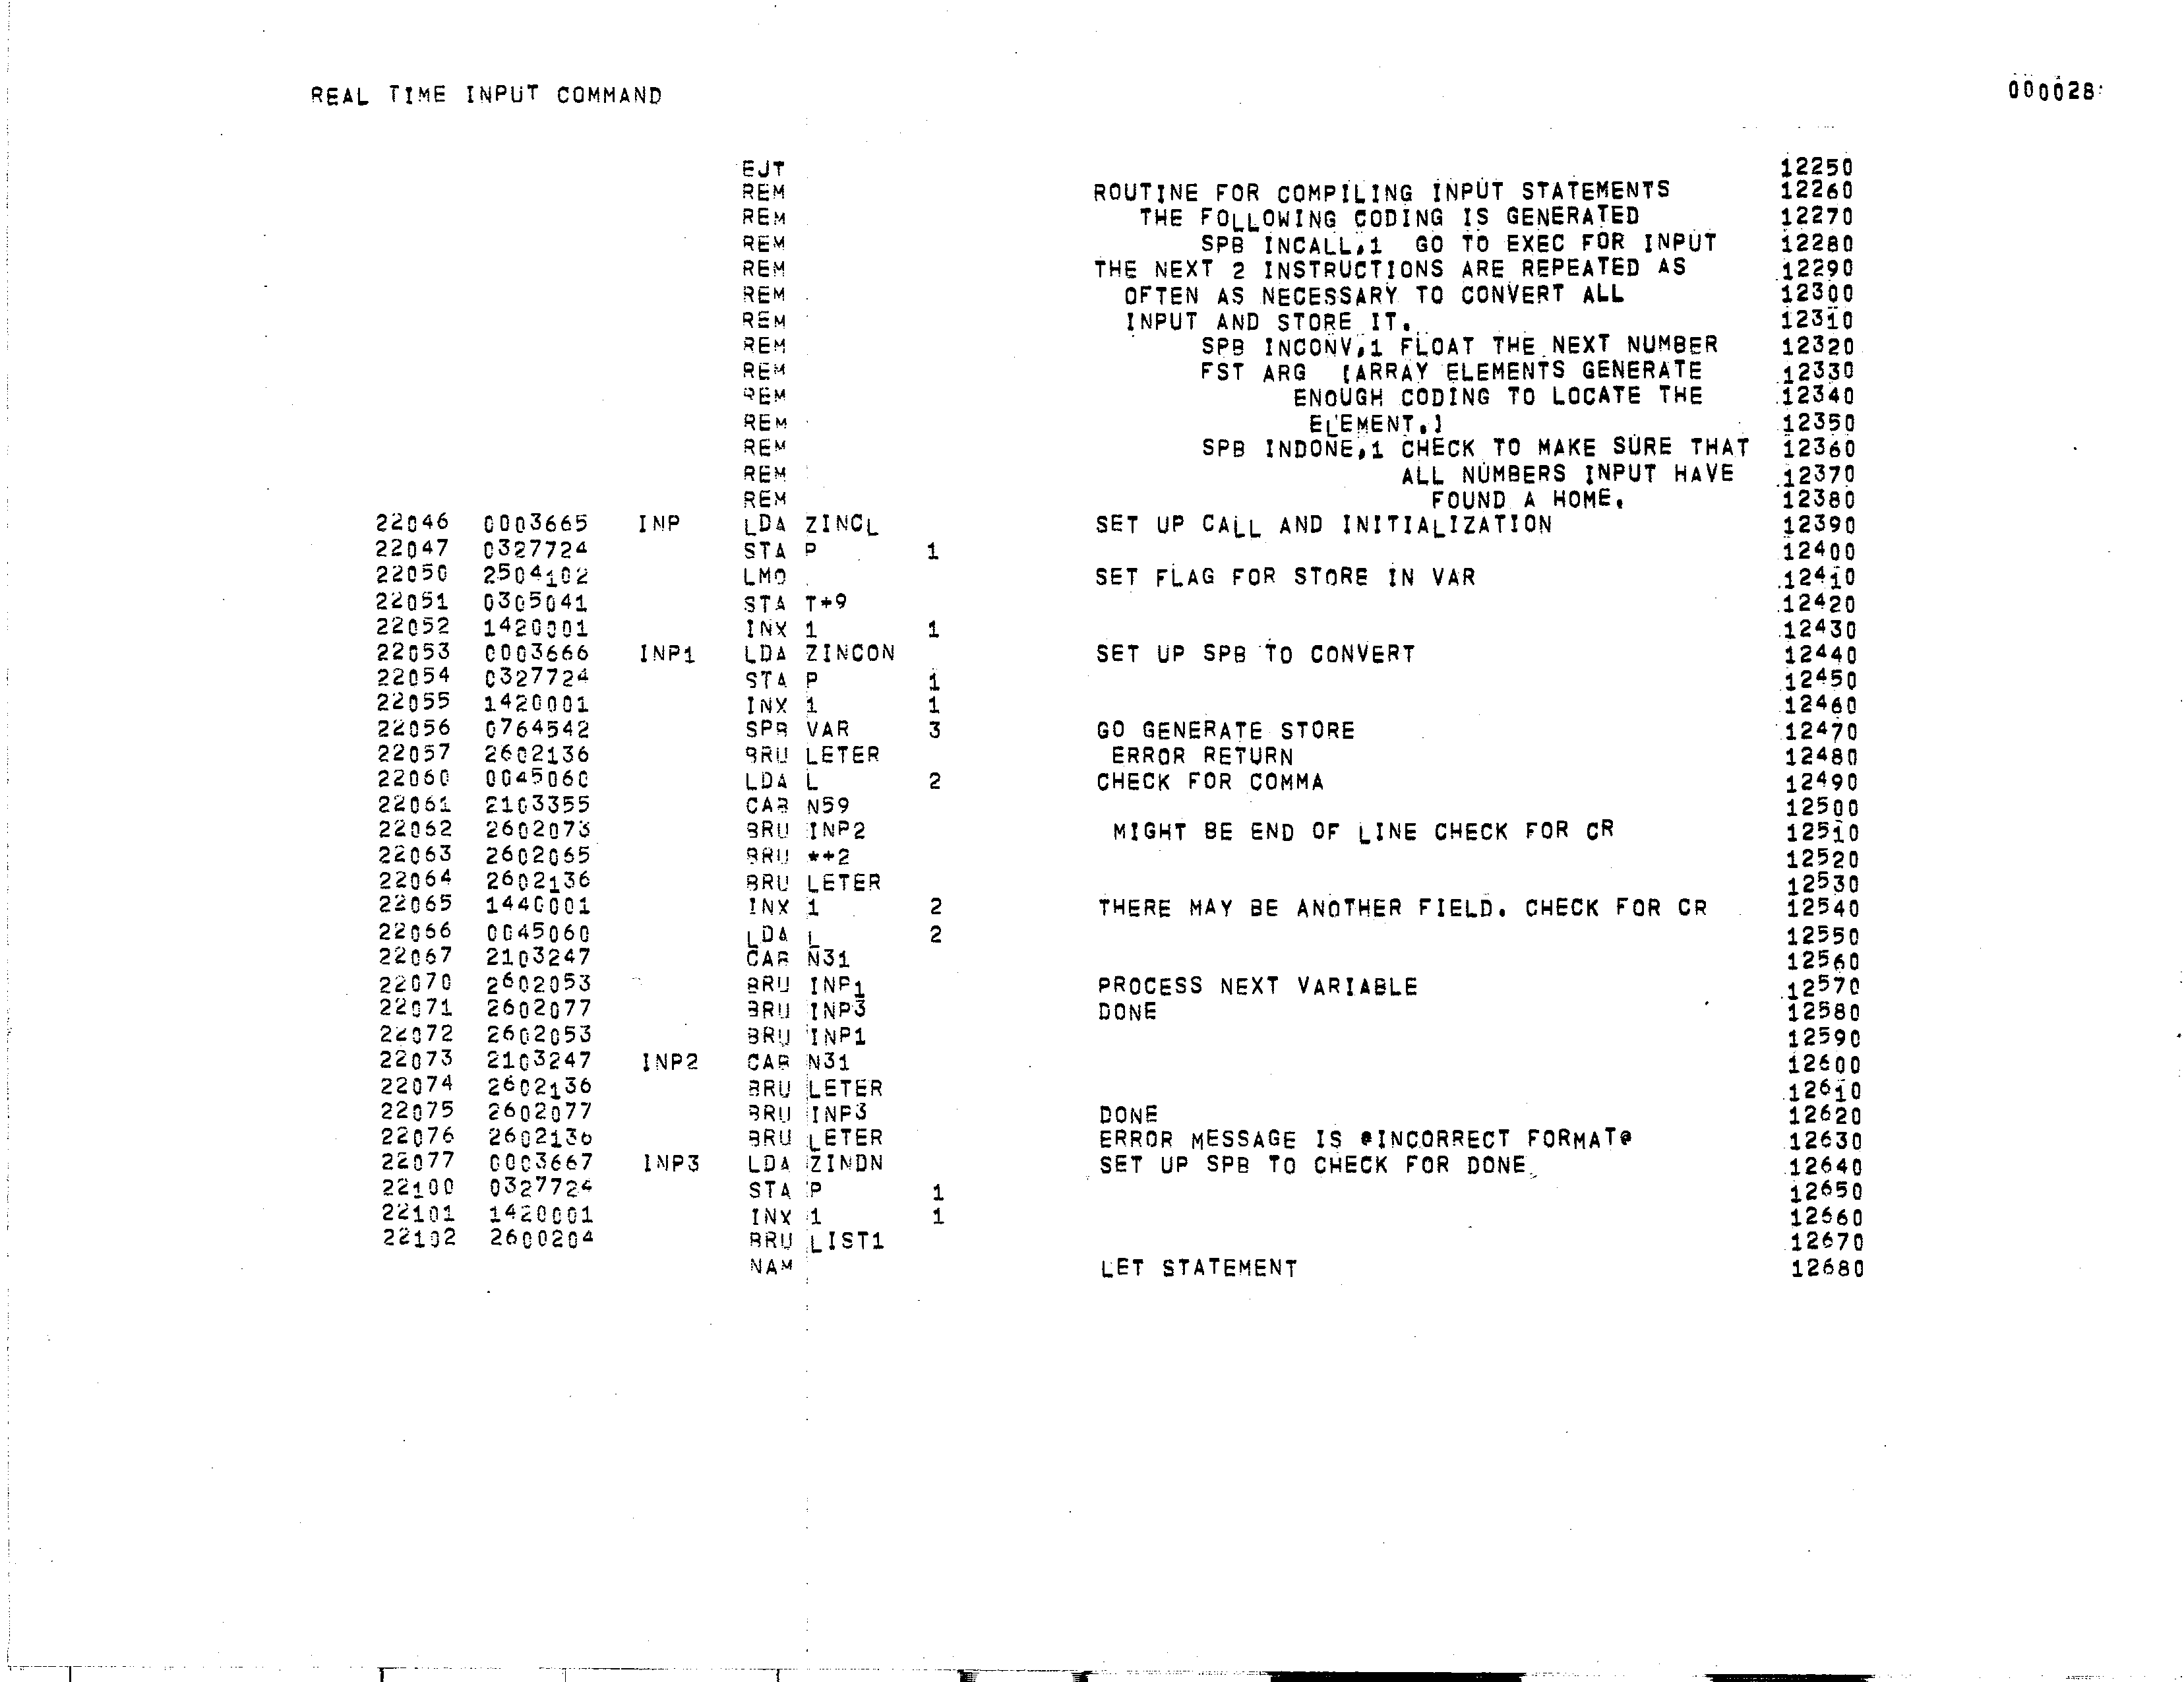 REAL TIME INPUT COMMAND 000028
EJT 12250
REM ROUTINE FOR COMPILING INPUT STATEMENTS 12260
REM THE FOLLOWING CODING IS GENERATED 12270
REM SPB INCALL,1 GO TO EXEC FOR INPUT 12280
REM THE NEXT 2 INSTRUCTIONS ARE REPEATED AS 12290
REM OFTEN AS NECESSARY TO CONVERT ALL 12300
REM INPUT AND STORE IT. 12310
REM SPB INCONV,1 FLOAT THE NEXT NUMBER 12320
REM FST ARG [ARRAY ELEMENTS GENERATE 12330
REM ENOUGH CODING TO LOCATE THE 12340
REM ELEMENT.] 12350
REM SPB INDONE,1 CHECK TO MAKE SURE THAT 12360
REM ALL NUMBERS INPUT HAVE 12370
REM FOUND A HOME. 12380
22046 0003665 INP LDA ZINCL SET UP CALL AND INITIALIZATION 12390
22047 0327724 STA P 1 12400
22050 2504102 LMO SET FLAG FOR STORE IN VAR 12410
22051 0305041 STA T+9 12420
22052 1420001 INX 1 1 12430
22053 0003666 INP1 LDA ZINCON SET UP SPB TO CONVERT 12440
22054 0327724 STA P 1 12450
22055 1420001 INX 1 1 12460
22056 0764542 SPB VAR 3 GO GENERATE STORE 12470
22057 2602136 BRU LETER ERROR RETURN 12480
22060 0045060 LDA L 2 CHECK FOR COMMA 12490
22061 2103355 CAB N59 12500
22062 2602073 BRU INP2 MIGHT BE END OF LINE CHECK FOR CR 12510
22063 2602065 BRU *+2 12520
22064 2602136 BRU LETER 12530
22065 1440001 INX 1 2 THERE MAY BE ANOTHER FIELD. CHECK FOR CR 12540
22066 0045060 LDA L 2 12550
22067 2103247 CAB N31 12560
22070 2602053 BRU INP1 PROCESS NEXT VARIABLE 12570
22071 2602077 BRU INP3 DONE 12580
22072 2602053 BRU INP1 12590
22073 2103247 INP2 CAB N31 12600
22074 2602136 BRU LETER 12610
22075 2602077 BRU INP3 DONE 12620
22076 2602136 BRU LETER ERROR MESSAGE IS @INCORRECT FORMAT@ 12630
22077 0003667 INP3 LDA ZINDN SET UP SPB TO CHECK FOR DONE. 12640
22100 0327724 STA P 1 12650
22101 1420001 INX 1 1 12660
22102 2600204 BRU LIST1 12670
NAM LET STATEMENT 12680